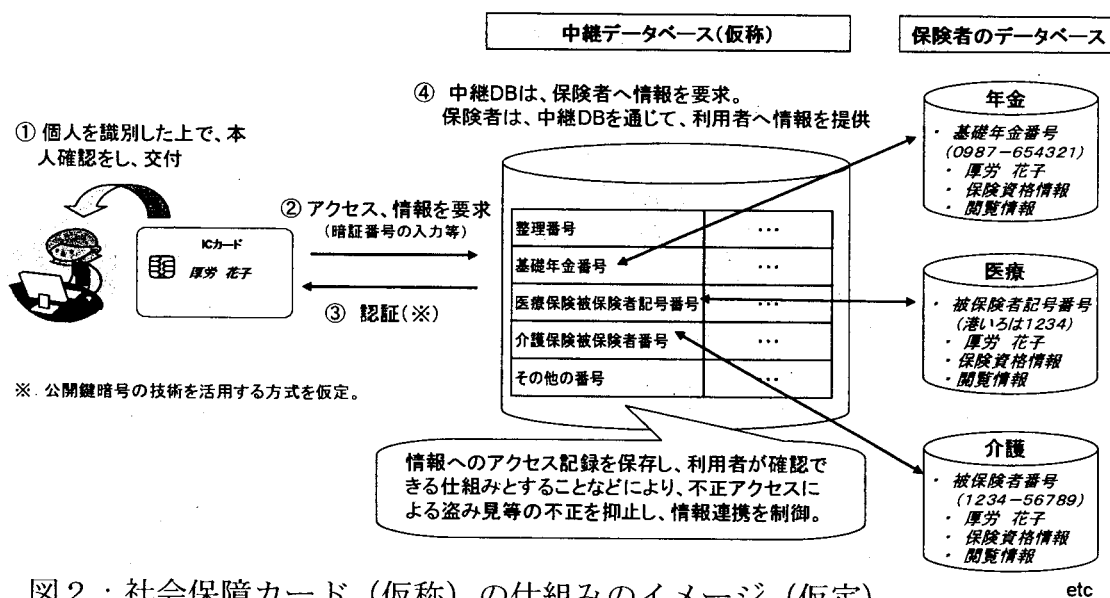 中継データベース（仮称）
保険者のデータベース
④ 中継DBは、保険者へ情報を要求。
保険者は、中継DBを通じて、利用者へ情報を提供
① 個人を識別した上で、本
人確認をし、交付
ICカード
厚労 花子
② アクセス、情報を要求
（暗証番号の入力等）
③ 認証（※）
※ 公開鍵暗号の技術を活用する方式を仮定。
整理番号 …
基礎年金番号 …
医療保険被保険者記号番号 …
介護保険被保険者番号 …
その他の番号 …
情報へのアクセス記録を保存し、利用者が確認で
きる仕組みとすることなどにより、不正アクセスに
よる盗み見等の不正を抑止し、情報連携を制御。
年金
・ 基礎年金番号
（0987－654321）
・ 厚労 花子
・ 保険資格情報
・ 閲覧情報
医療
・ 被保険者記号番号
（港いろは1234）
・ 厚労 花子
・ 保険資格情報
・ 閲覧情報
介護
・ 被保険者番号
（1234－56789）
・ 厚労 花子
・ 保険資格情報
・ 閲覧情報
etc
図２：社会保障カード（仮称）の仕組みのイメージ（仮定）